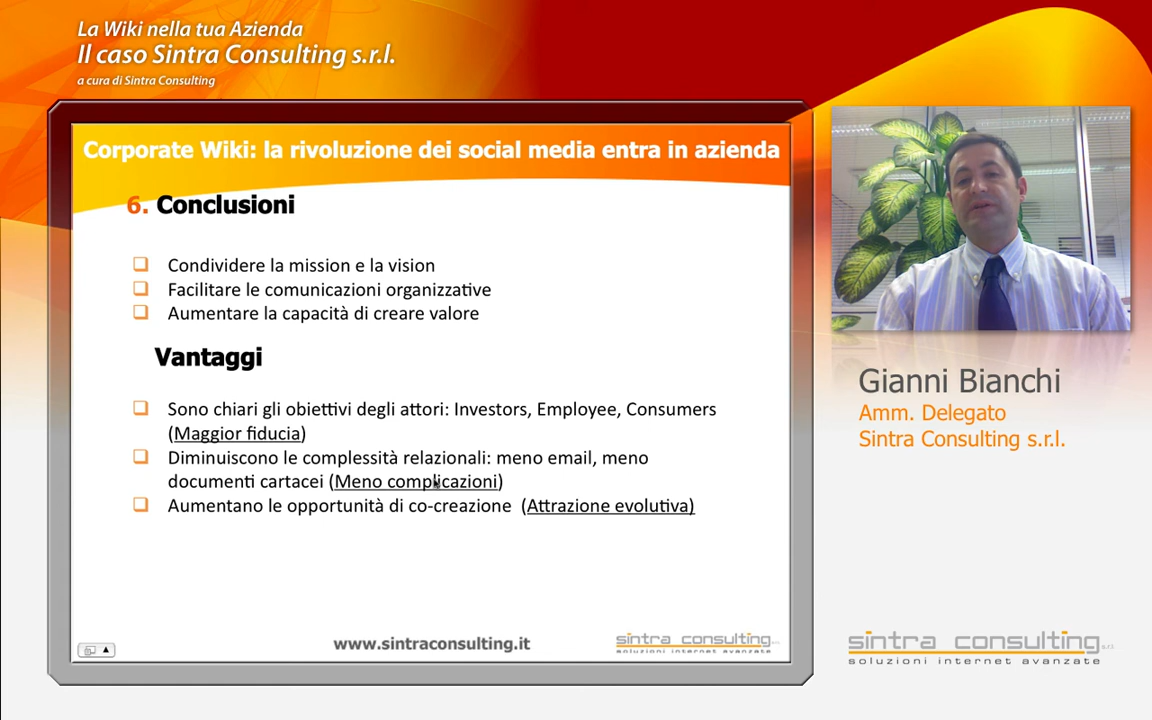 La Wiki nella tua Azienda
Il caso Sintra Consulting s.r.l.
a cura di Sintra Consulting
Corporate Wiki: la rivoluzione dei social media entra in azienda
6. Conclusioni
Condividere la mission e la vision
Facilitare le comunicazioni organizzative
Aumentare la capacità di creare valore
Vantaggi
Sono chiari gli obiettivi degli attori: Investors, Employee, Consumers
(Maggior fiducia)
Diminuiscono le complessità relazionali: meno email, meno
documenti cartacei (Meno complicazioni)
Aumentano le opportunità di co-creazione (Attrazione evolutiva)
www.sintraconsulting.it
sintra consulting
soluzioni internet avanzate
Gianni Bianchi
Amm. Delegato
Sintra Consulting s.r.l.
sintra consulting s.r.l.
soluzioni internet avanzate